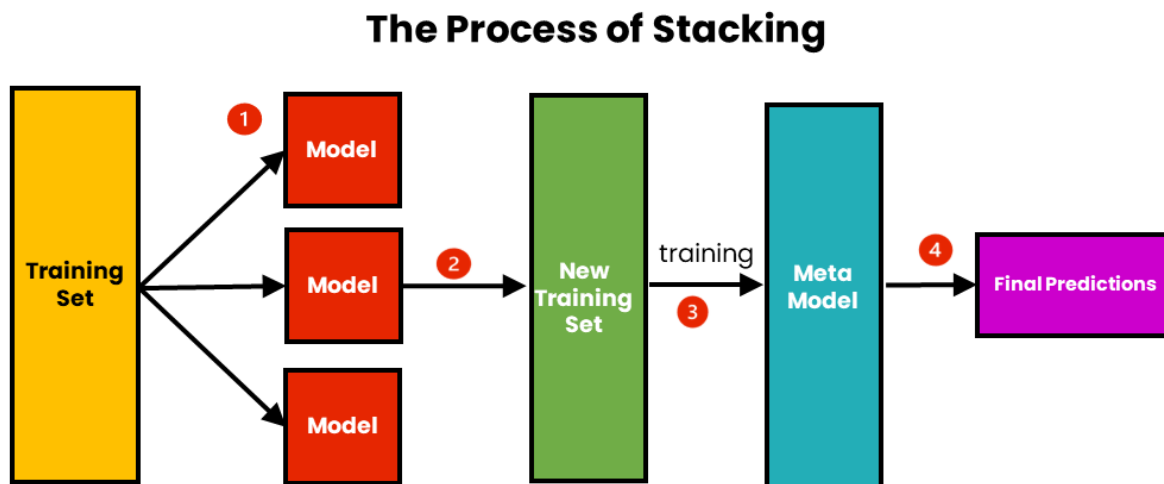 The Process of Stacking
1
Model
Training
Set
Model
2
New
Training
Set
training
3
Meta
Model
4
Final Predictions
Model